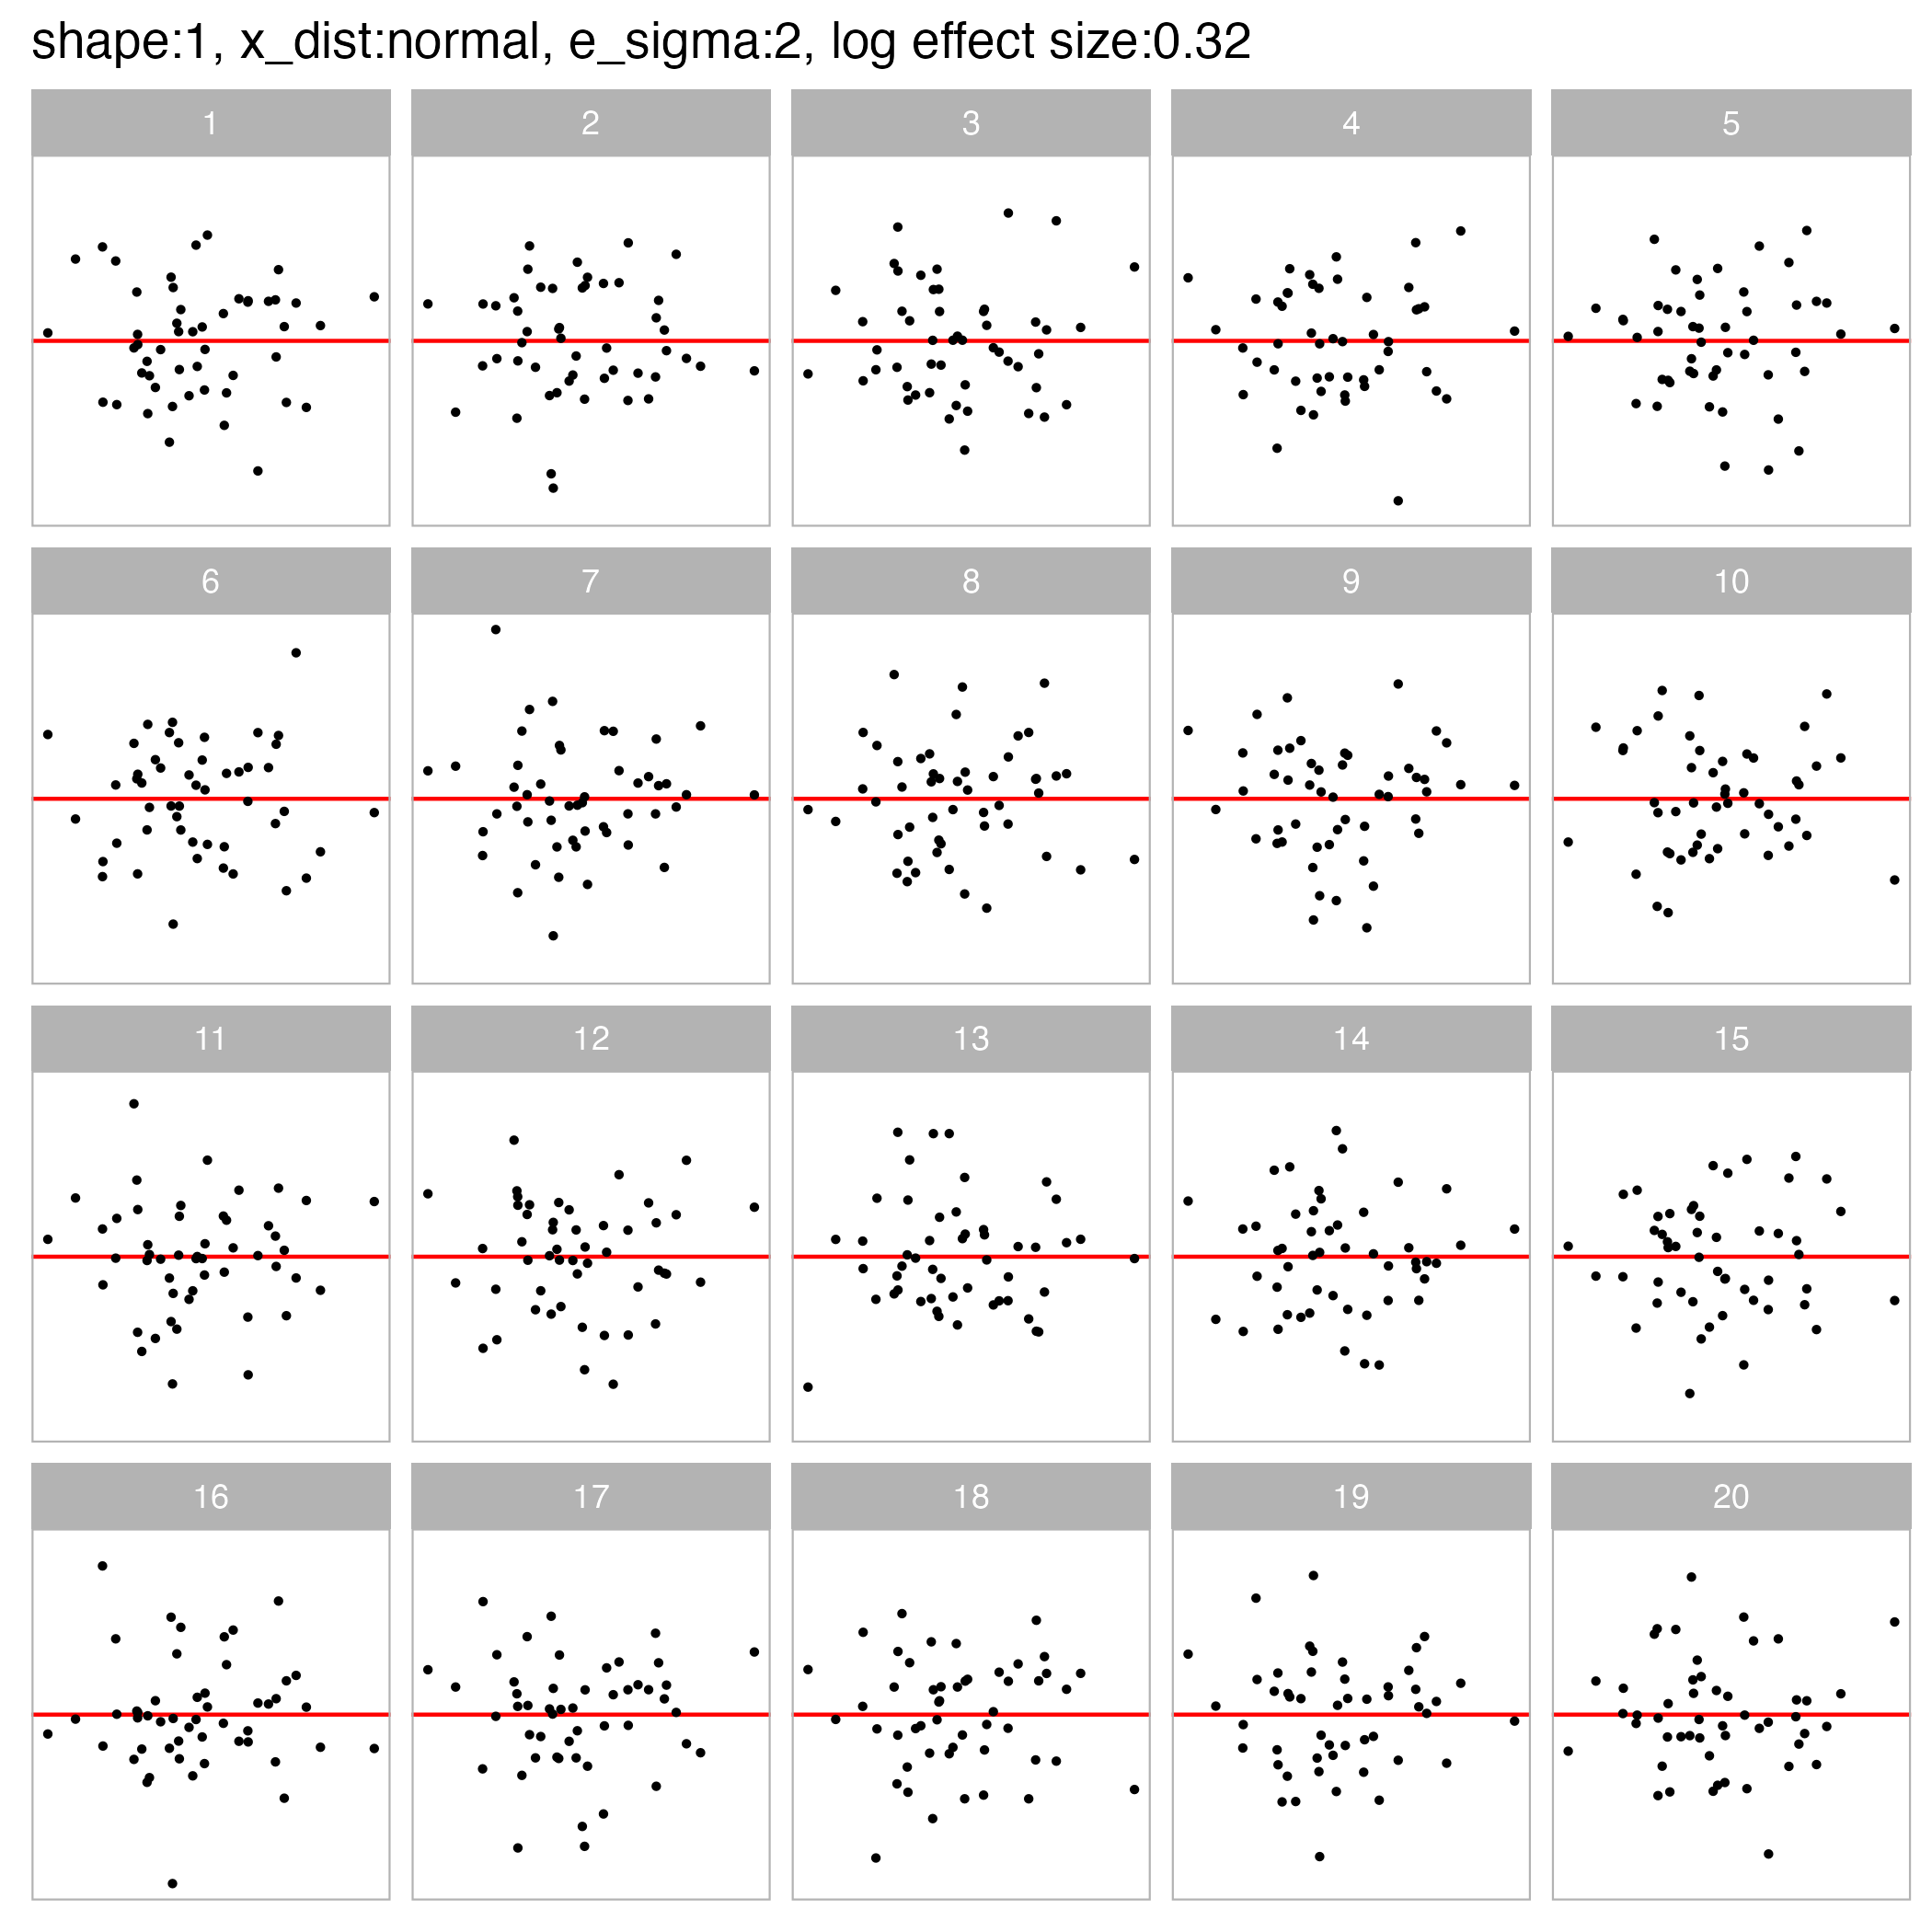 shape:1, x_dist:normal, e_sigma:2, log effect size:0.32
1 2 3 4 5
6 7 8 9 10
11 12 13 14 15
16 17 18 19 20